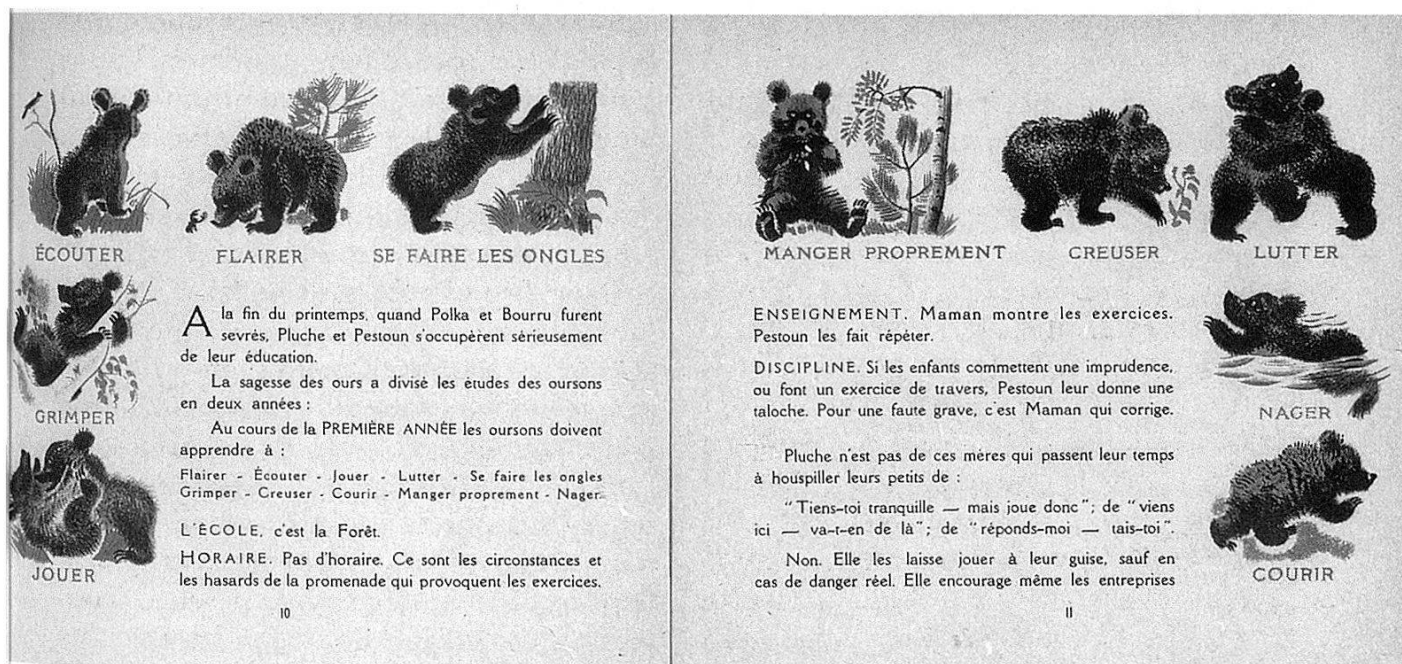 ÉCOUTER
FLAIRER
SE FAIRE LES ONGLES
GRIMPER
JOUER
A la fin du printemps, quand Polka et Bourru furent
sevrés, Pluche et Pestoun s'occupèrent sérieusement
de leur éducation.
La sagesse des ours a divisé les études des oursons
en deux années :
Au cours de la PREMIÈRE ANNÉE les oursons doivent
apprendre à :
Flairer - Écouter - Jouer - Lutter - Se faire les ongles
Grimper - Creuser - Courir - Manger proprement - Nager.
L'ÉCOLE, c'est la Forêt.
HORAIRE. Pas d'horaire. Ce sont les circonstances et
les hasards de la promenade qui provoquent les exercices.
10
MANGER PROPREMENT
CREUSER
LUTTER
NAGER
COURIR
ENSEIGNEMENT. Maman montre les exercices.
Pestoun les fait répéter.
DISCIPLINE. Si les enfants commettent une imprudence,
ou font un exercice de travers, Pestoun leur donne une
taloche. Pour une faute grave, c'est Maman qui corrige.
Pluche n'est pas de ces mères qui passent leur temps
à houspiller leurs petits de :
"Tiens-toi tranquille — mais joue donc"; de "viens
ici — va-t-en de là"; de "réponds-moi — tais-toi".
Non. Elle les laisse jouer à leur guise, sauf en
cas de danger réel. Elle encourage même les entreprises
11